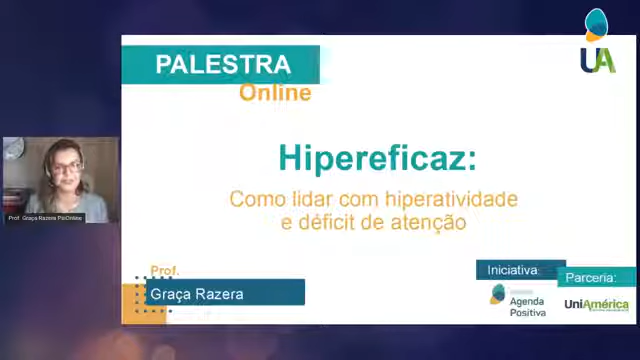 UA
PALESTRA
Online
Hipereficaz:
Como lidar com hiperatividade
e déficit de atenção
Prof. Graça Razera PsiOnline
Prof.
Graça Razera
Iniciativa:
Agenda
Positiva
Parceria:
UniAmérica